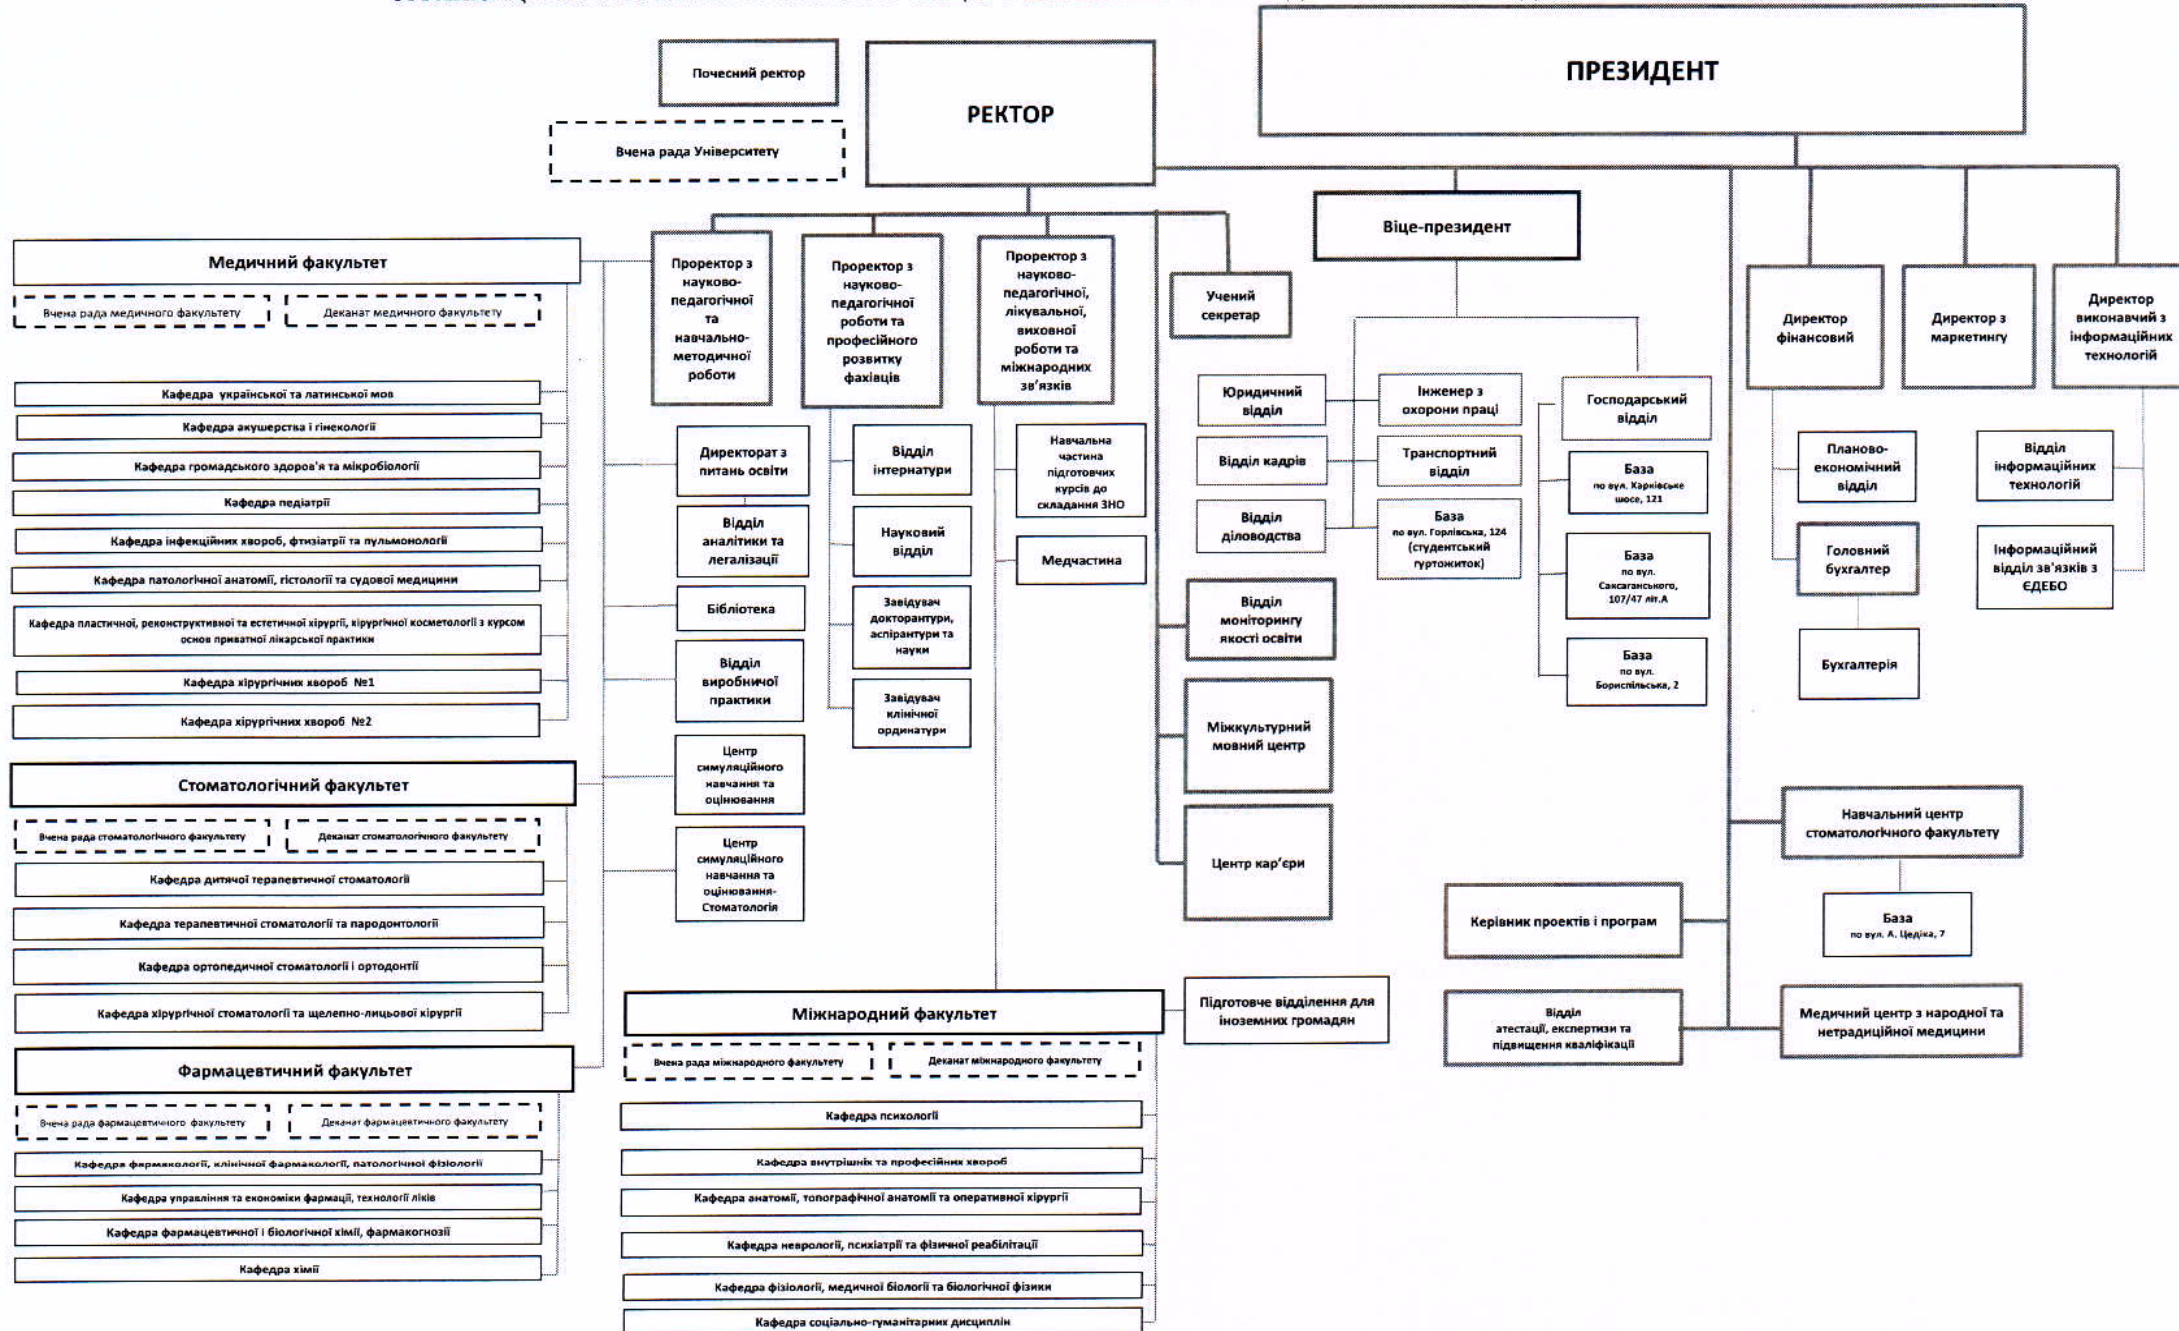 Почесний ректор
Вчена рада Університету
РЕКТОР
ПРЕЗИДЕНТ
Віце-президент
Медичний факультет
Вчена рада медичного факультету
Деканат медичного факультету
Кафедра української та латинської мов
Кафедра акушерства і гінекології
Кафедра громадського здоров'я та мікробіології
Кафедра педіатрії
Кафедра інфекційних хвороб, фтизіатрії та пульмонології
Кафедра патологічної анатомії, гістології та судової медицини
Кафедра пластичної, реконструктивної та естетичної хірургії, хірургічної косметології з курсом
основ приватної лікарської практики
Кафедра хірургічних хвороб №1
Кафедра хірургічних хвороб №2
Стоматологічний факультет
Вчена рада стоматологічного факультету
Деканат стоматологічного факультету
Кафедра дитячої терапевтичної стоматології
Кафедра терапевтичної стоматології та пародонтології
Кафедра ортопедичної стоматології і ортодонтії
Кафедра хірургічної стоматології та щелепно-лицьової хірургії
Фармацевтичний факультет
Вчена рада фармацевтичного факультету
Деканат фармацевтичного факультету
Кафедра фармакології, клінічної фармакології, патологічної фізіології
Кафедра управління та економіки фармації, технології ліків
Кафедра фармацевтичної і біологічної хімії, фармакогнозії
Кафедра хімії
Проректор з
науково-
педагогічної
та
навчально-
методичної
роботи
Директорат з
питань освіти
Відділ
аналітики та
легалізації
Бібліотека
Відділ
виробничої
практики
Центр
симуляційного
навчання та
оцінювання
Центр
симуляційного
навчання та
оцінювання-
Стоматологія
Проректор з
науково-
педагогічної
роботи та
професійного
розвитку
фахівців
Відділ
інтернатури
Науковий
відділ
Завідувач
докторантури,
аспірантури та
науки
Завідувач
клінічної
ординатури
Проректор з
науково-
педагогічної,
лікувальної,
виховної
роботи та
міжнародних
зв'язків
Навчальна
частина
підготовчих
курсів до
складання ЗНО
Медчастина
Учений
секретар
Відділ
моніторингу
якості освіти
Міжкультурний
мовний центр
Центр кар'єри
Міжнародний факультет
Підготовче відділення для
іноземних громадян
Вчена рада міжнародного факультету
Деканат міжнародного факультету
Кафедра психології
Кафедра внутрішніх та професійних хвороб
Кафедра анатомії, топографічної анатомії та оперативної хірургії
Кафедра неврології, психіатрії та фізичної реабілітації
Кафедра фізіології, медичної біології та біологічної фізики
Кафедра соціально-гуманітарних дисциплін
Юридичний
відділ
Відділ кадрів
Відділ
діловодства
Інженер з
охорони праці
Транспортний
відділ
База
по вул. Горлівська, 124
(студентський
гуртожиток)
Господарський
відділ
База
по вул. Харківське
шосе, 121
База
по вул.
Саксаганського,
107/47 літ.А
База
по вул.
Бориспільська, 2
Директор
фінансовий
Планово-
економічний
відділ
Головний
бухгалтер
Бухгалтерія
Директор з
маркетингу
Директор
виконавчий з
інформаційних
технологій
Відділ
інформаційних
технологій
Інформаційний
відділ зв'язків з
ЄДЕБО
Навчальний центр
стоматологічного факультету
База
по вул. А. Цедіка, 7
Керівник проектів і програм
Відділ
атестації, експертизи та
підвищення кваліфікації
Медичний центр з народної та
нетрадиційної медицини